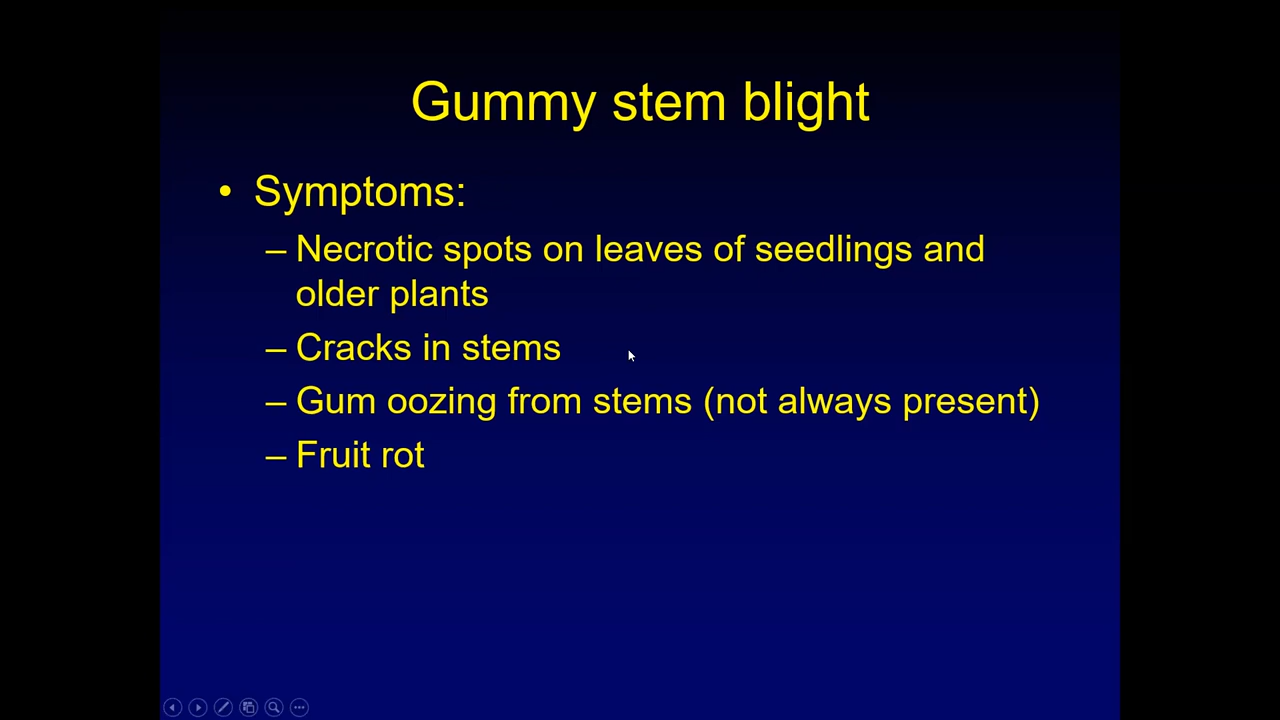 Gummy stem blight
• Symptoms:
– Necrotic spots on leaves of seedlings and
older plants
– Cracks in stems
– Gum oozing from stems (not always present)
– Fruit rot